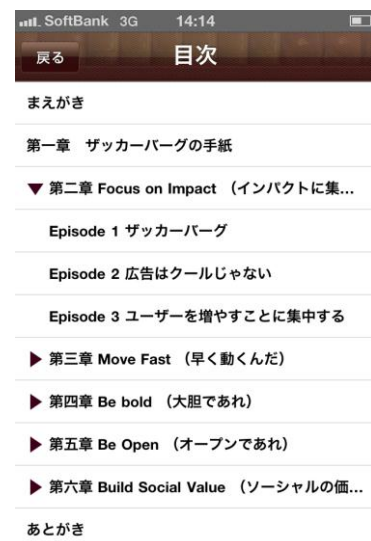 SoftBank 3G 14:14
戻る 目次
まえがき
第一章 ザッカーバーグの手紙
▼ 第二章 Focus on Impact （インパクトに集...
Episode 1 ザッカーバーグ
Episode 2 広告はクールじゃない
Episode 3 ユーザーを増やすことに集中する
▶ 第三章 Move Fast （早く動くんだ）
▶ 第四章 Be bold （大胆であれ）
▶ 第五章 Be Open （オープンであれ）
▶ 第六章 Build Social Value （ソーシャルの価...
あとがき